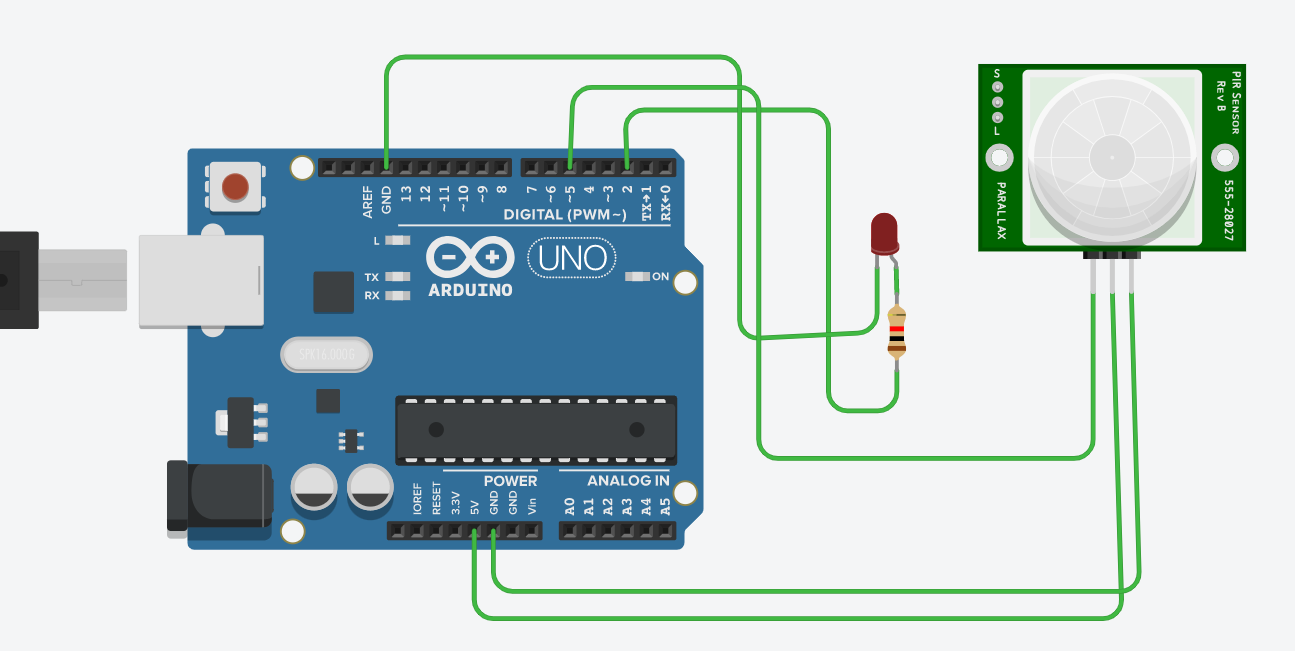 AREF
GND
13
12
~11
~10
~9
8
7
~6
~5
4
~3
2
TX→1
RX←0
DIGITAL (PWM ~)
L
TX
RX
ARDUINO
UNO
ON
SPK16.000G
POWER
ANALOG IN
IOREF
RESET
3.3V
5V
GND
GND
Vin
A0
A1
A2
A3
A4
A5
S
L
PARALLAX
PIR SENSOR
REV B
555-28027